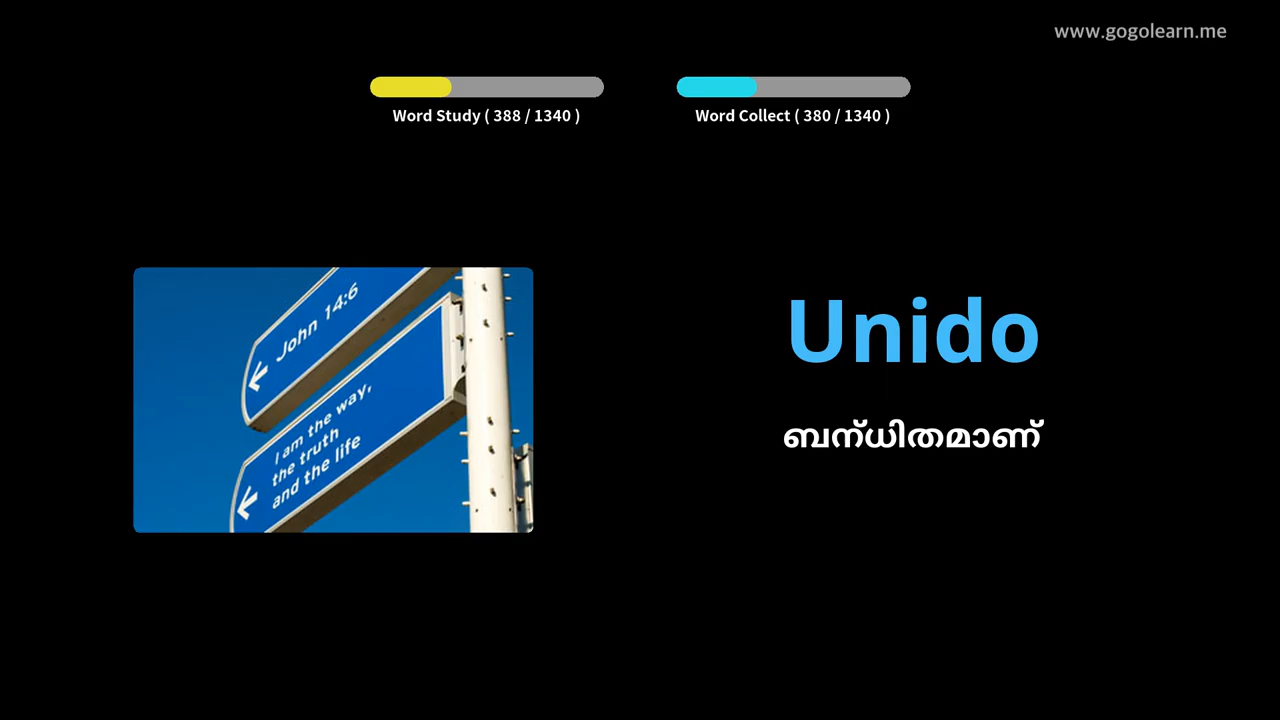 www.gogolearn.me
Word Study ( 388 / 1340 )
Word Collect ( 380 / 1340 )
John 14:6
I am the way,
the truth
and the life
Unido
ബന്ധിതമാണ്